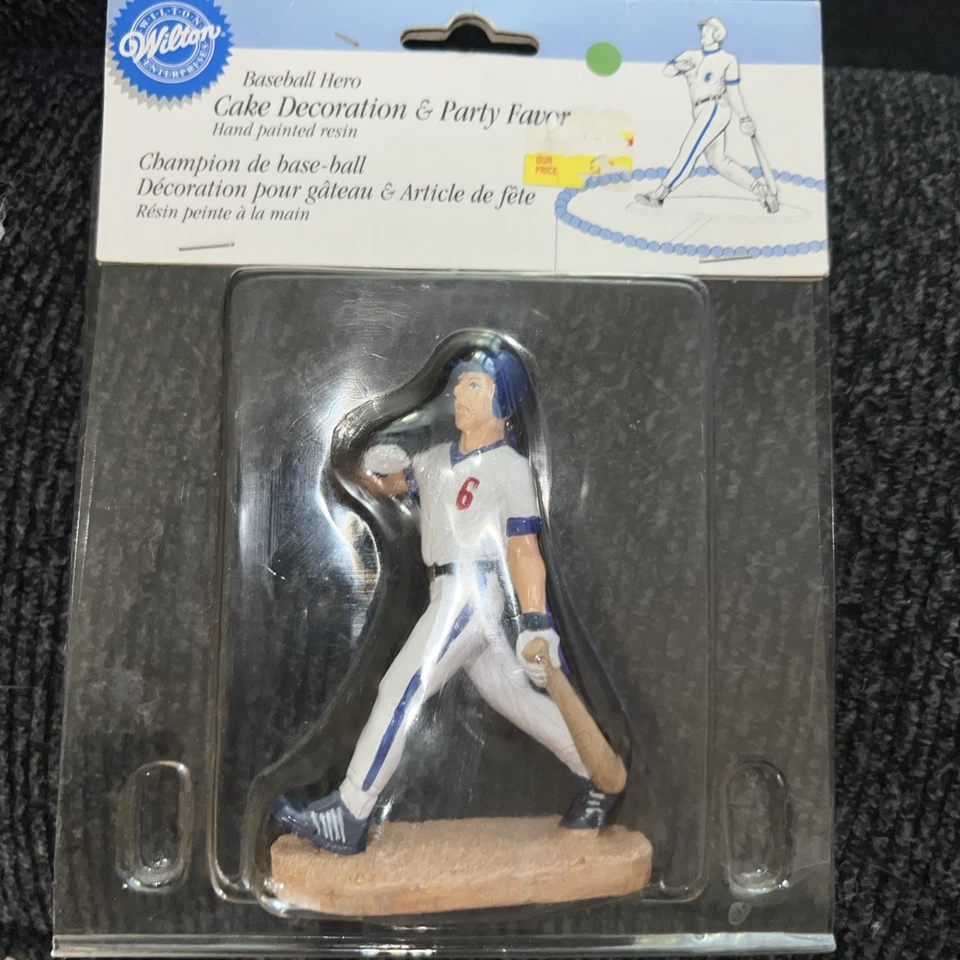 WILTON
Wilton
ENTERPRISES
Baseball Hero
Cake Decoration & Party Favor
Hand painted resin
Champion de base-ball
Décoration pour gâteau & Article de fête
Résin peinte à la main
OUR
PRICE
6